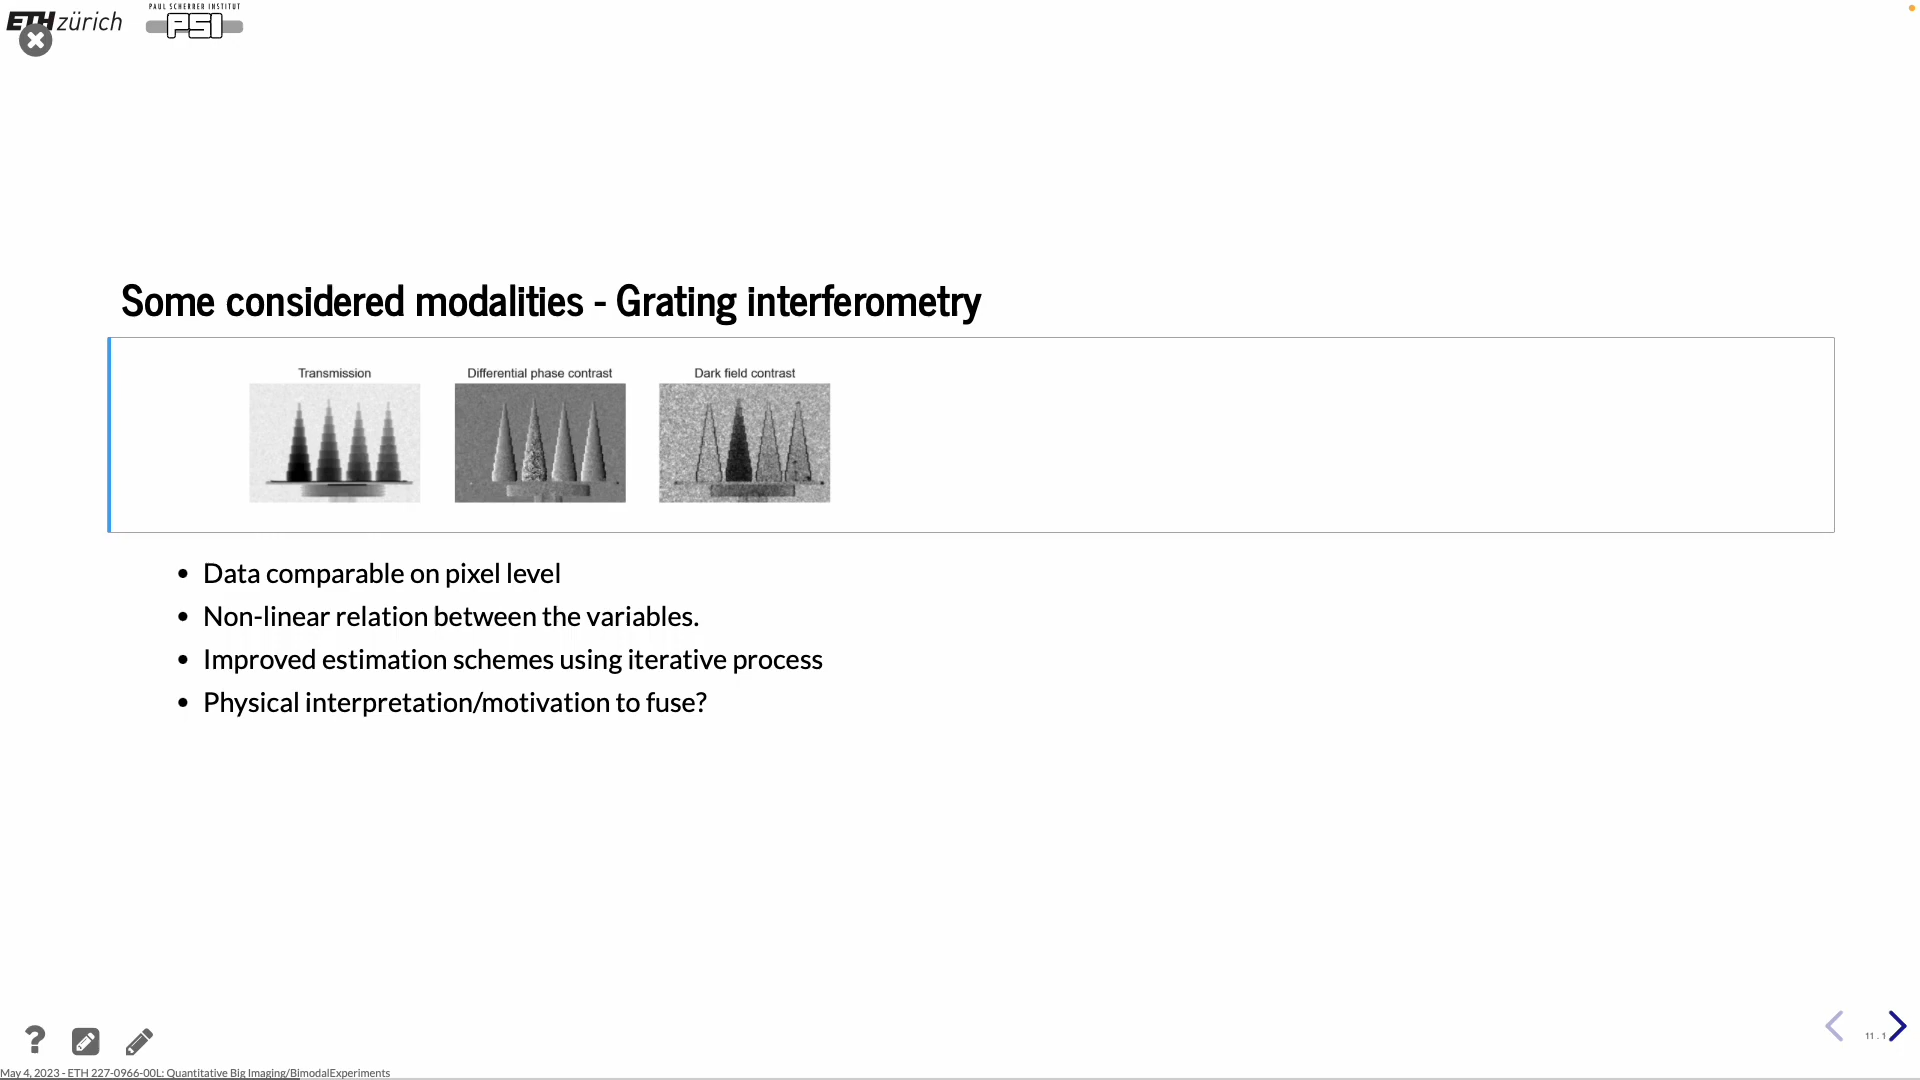 ETH zürich
PAUL SCHERRER INSTITUT
PSI
Some considered modalities - Grating interferometry
Transmission
Differential phase contrast
Dark field contrast
Data comparable on pixel level
Non-linear relation between the variables.
Improved estimation schemes using iterative process
Physical interpretation/motivation to fuse?
11 . 1
May 4, 2023 - ETH 227-0966-00L: Quantitative Big Imaging/BimodalExperiments